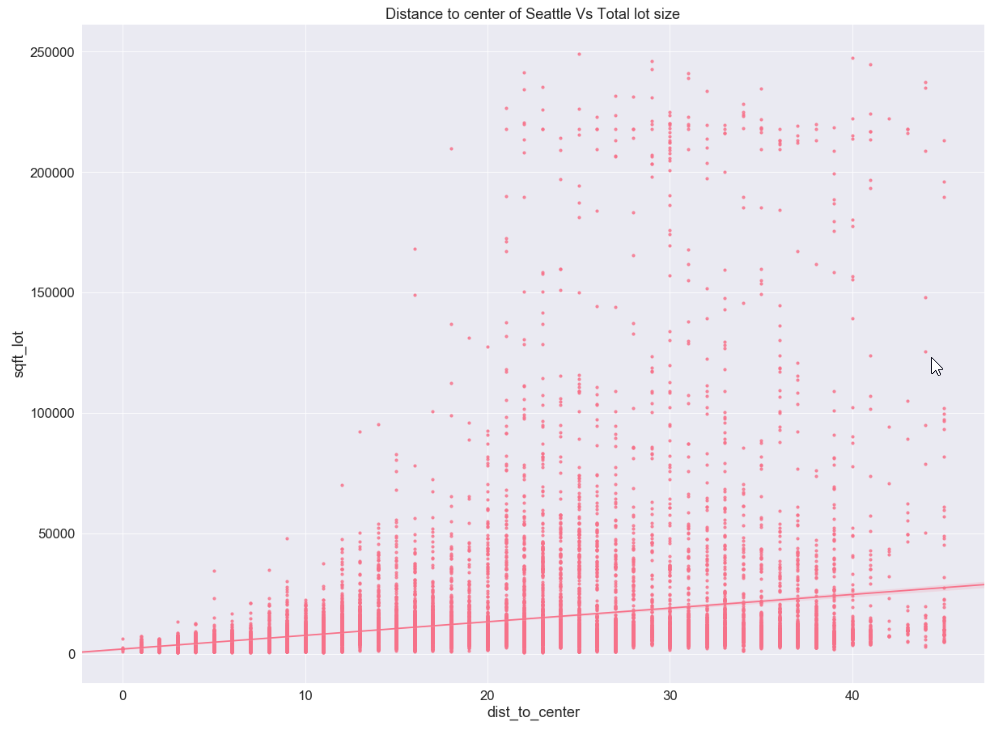 Distance to center of Seattle Vs Total lot size
250000
200000
150000
100000
50000
0
sqft_lot
0 10 20 30 40
dist_to_center